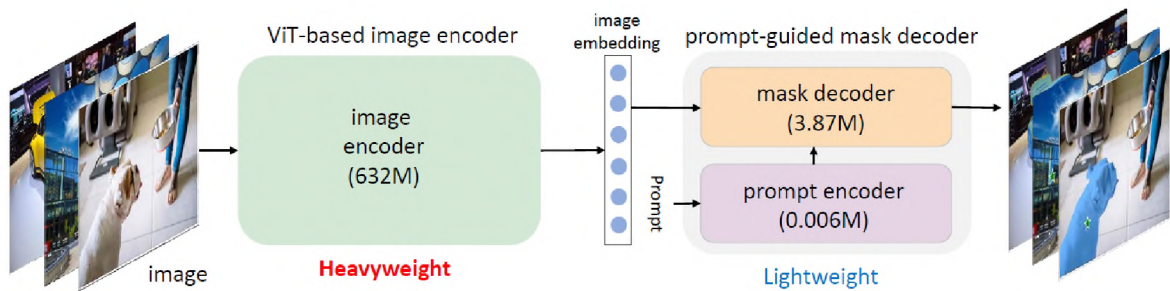 image
ViT-based image encoder
image
encoder
(632M)
Heavyweight
image
embedding
Prompt
prompt-guided mask decoder
mask decoder
(3.87M)
prompt encoder
(0.006M)
Lightweight